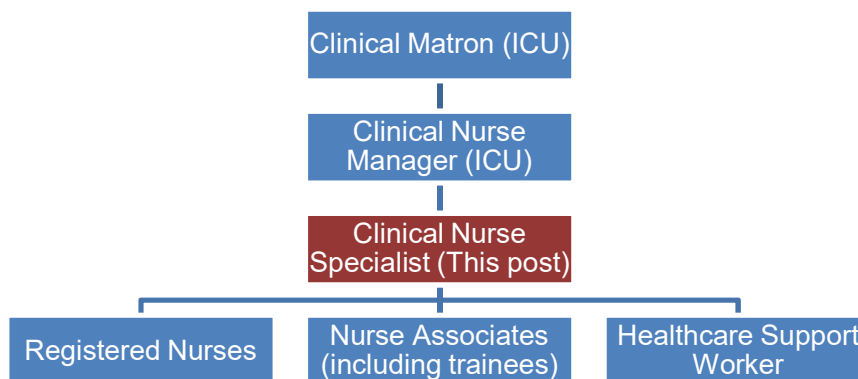 Clinical Matron (ICU)
Clinical Nurse
Manager (ICU)
Clinical Nurse
Specialist (This post)
Registered Nurses
Nurse Associates
(including trainees)
Healthcare Support
Worker